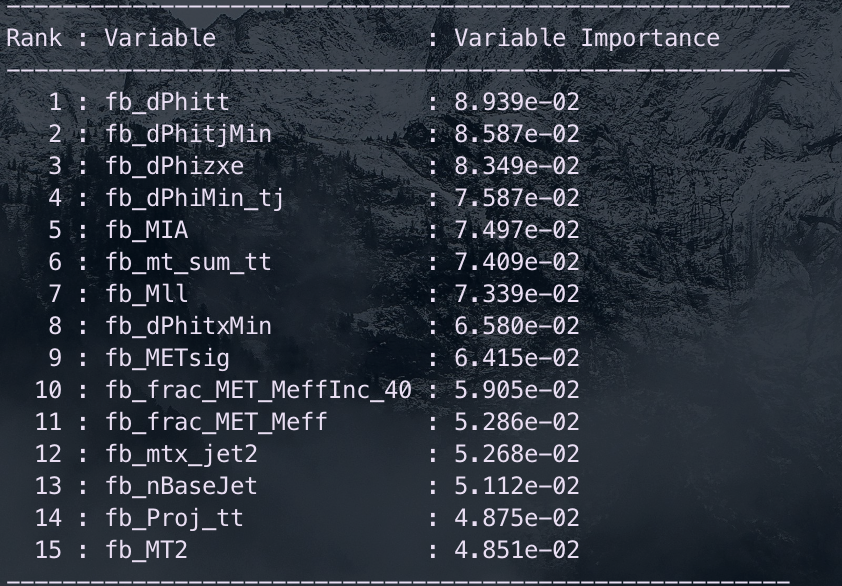 Rank : Variable : Variable Importance
1 : fb_dPhitt : 8.939e-02
2 : fb_dPhitjMin : 8.587e-02
3 : fb_dPhizxe : 8.349e-02
4 : fb_dPhiMin_tj : 7.587e-02
5 : fb_MIA : 7.497e-02
6 : fb_mt_sum_tt : 7.409e-02
7 : fb_Mll : 7.339e-02
8 : fb_dPhitxMin : 6.580e-02
9 : fb_METsig : 6.415e-02
10 : fb_frac_MET_MeffInc_40 : 5.905e-02
11 : fb_frac_MET_Meff : 5.286e-02
12 : fb_mtx_jet2 : 5.268e-02
13 : fb_nBaseJet : 5.112e-02
14 : fb_Proj_tt : 4.875e-02
15 : fb_MT2 : 4.851e-02